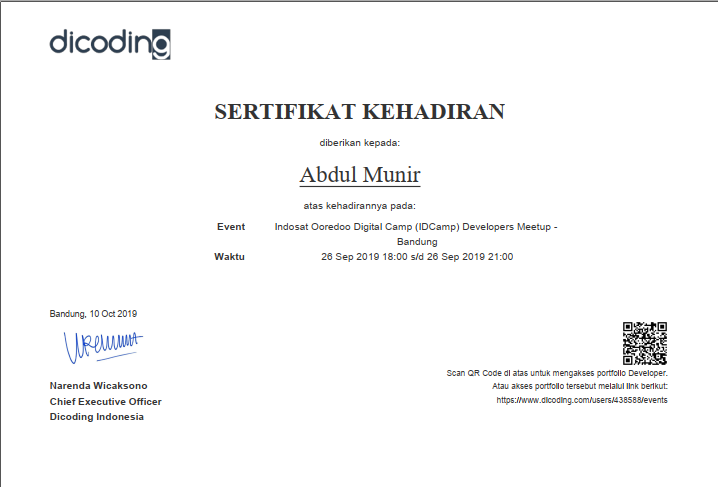 dicoding
SERTIFIKAT KEHADIRAN
diberikan kepada:
Abdul Munir
atas kehadirannya pada:
Event Indosat Ooredoo Digital Camp (IDCamp) Developers Meetup -
Bandung
Waktu 26 Sep 2019 18:00 s/d 26 Sep 2019 21:00
Bandung, 10 Oct 2019
Narenda Wicaksono
Chief Executive Officer
Dicoding Indonesia
Scan QR Code di atas untuk mengakses portfolio Developer.
Atau akses portfolio tersebut melalui link berikut:
https://www.dicoding.com/users/438588/events